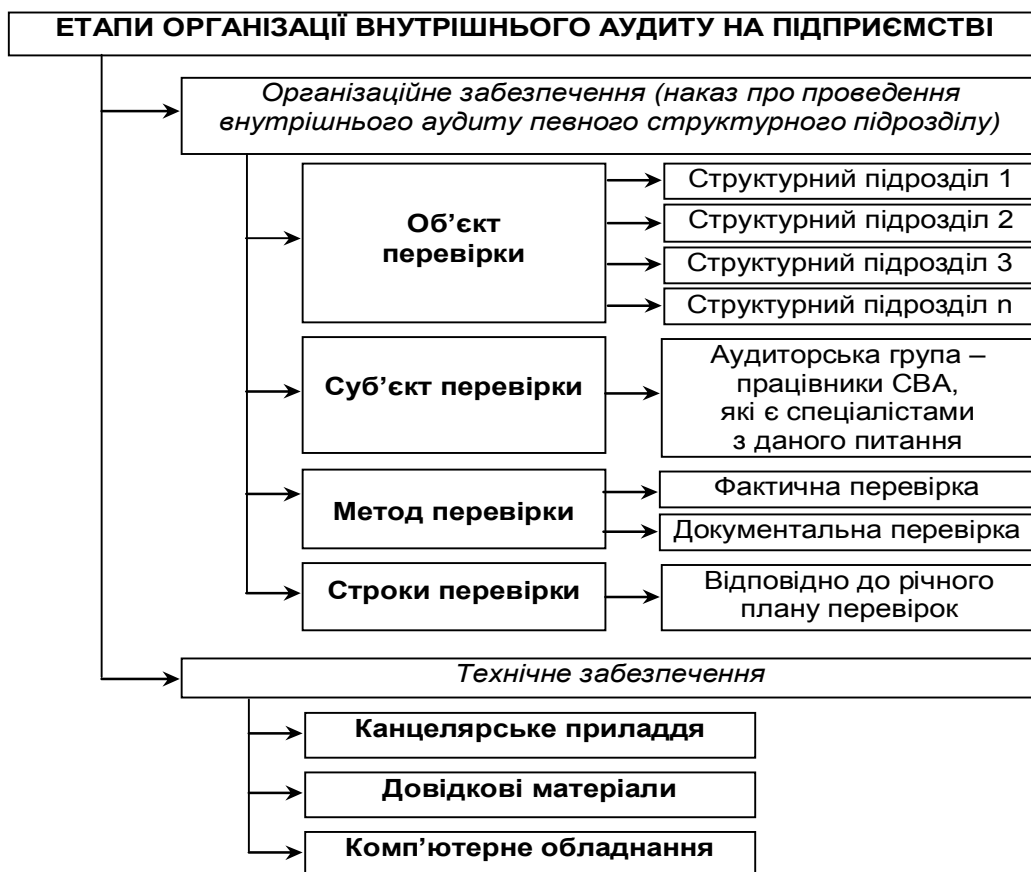 ЕТАПИ ОРГАНІЗАЦІЇ ВНУТРІШНЬОГО АУДИТУ НА ПІДПРИЄМСТВІ
Організаційне забезпечення (наказ про проведення
внутрішнього аудиту певного структурного підрозділу)
Об’єкт
перевірки
Структурний підрозділ 1
Структурний підрозділ 2
Структурний підрозділ 3
Структурний підрозділ n
Суб’єкт перевірки
Аудиторська група –
працівники СВА,
які є спеціалістами
з даного питання
Метод перевірки
Фактична перевірка
Документальна перевірка
Строки перевірки
Відповідно до річного
плану перевірок
Технічне забезпечення
Канцелярське приладдя
Довідкові матеріали
Комп’ютерне обладнання